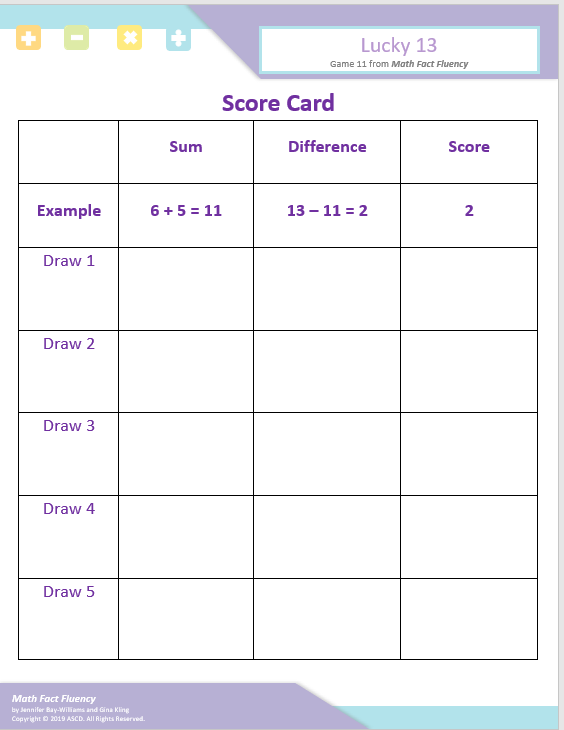 Lucky 13
Game 11 from Math Fact Fluency
Score Card
Sum Difference Score
Example 6 + 5 = 11 13 – 11 = 2 2
Draw 1
Draw 2
Draw 3
Draw 4
Draw 5
Math Fact Fluency
by Jennifer Bay-Williams and Gina Kling
Copyright © 2019 ASCD. All Rights Reserved.